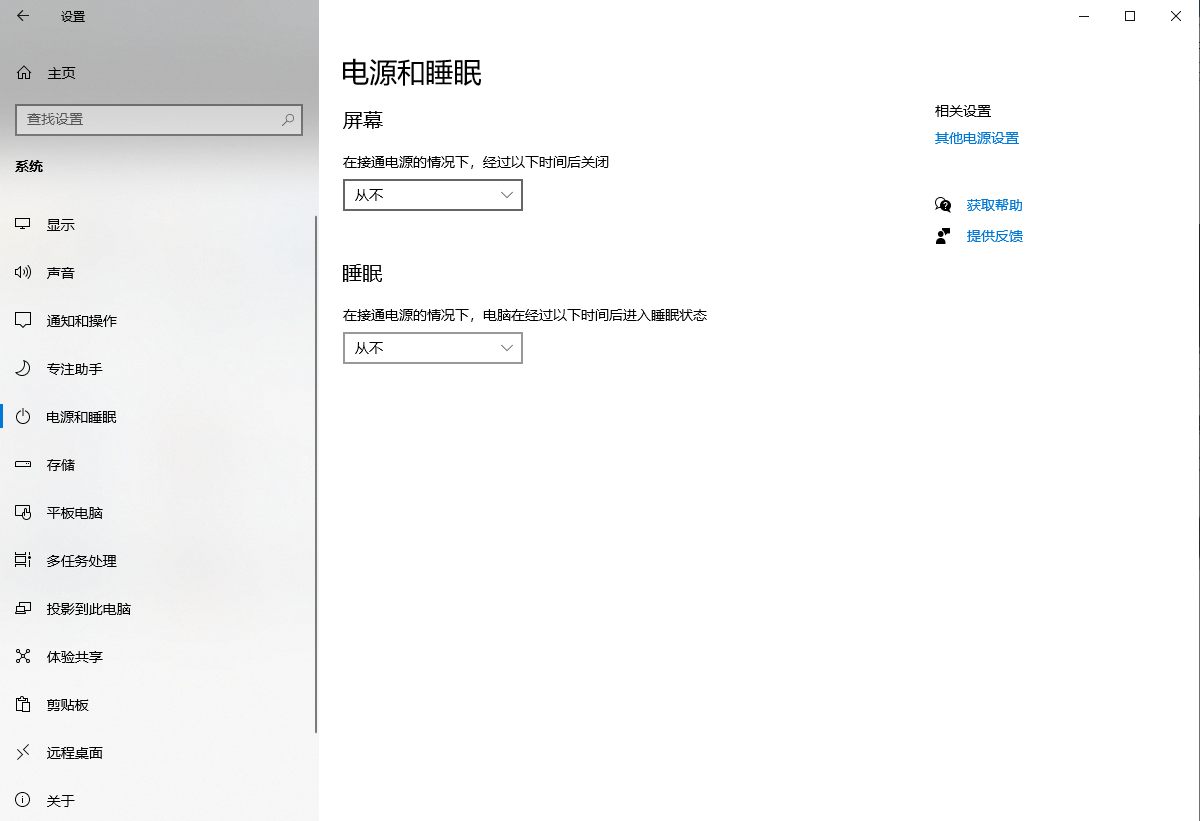 设置
主页
查找设置
系统
显示
声音
通知和操作
专注助手
电源和睡眠
存储
平板电脑
多任务处理
投影到此电脑
体验共享
剪贴板
远程桌面
关于
电源和睡眠
屏幕
在接通电源的情况下，经过以下时间后关闭
从不
睡眠
在接通电源的情况下，电脑在经过以下时间后进入睡眠状态
从不
相关设置
其他电源设置
获取帮助
提供反馈